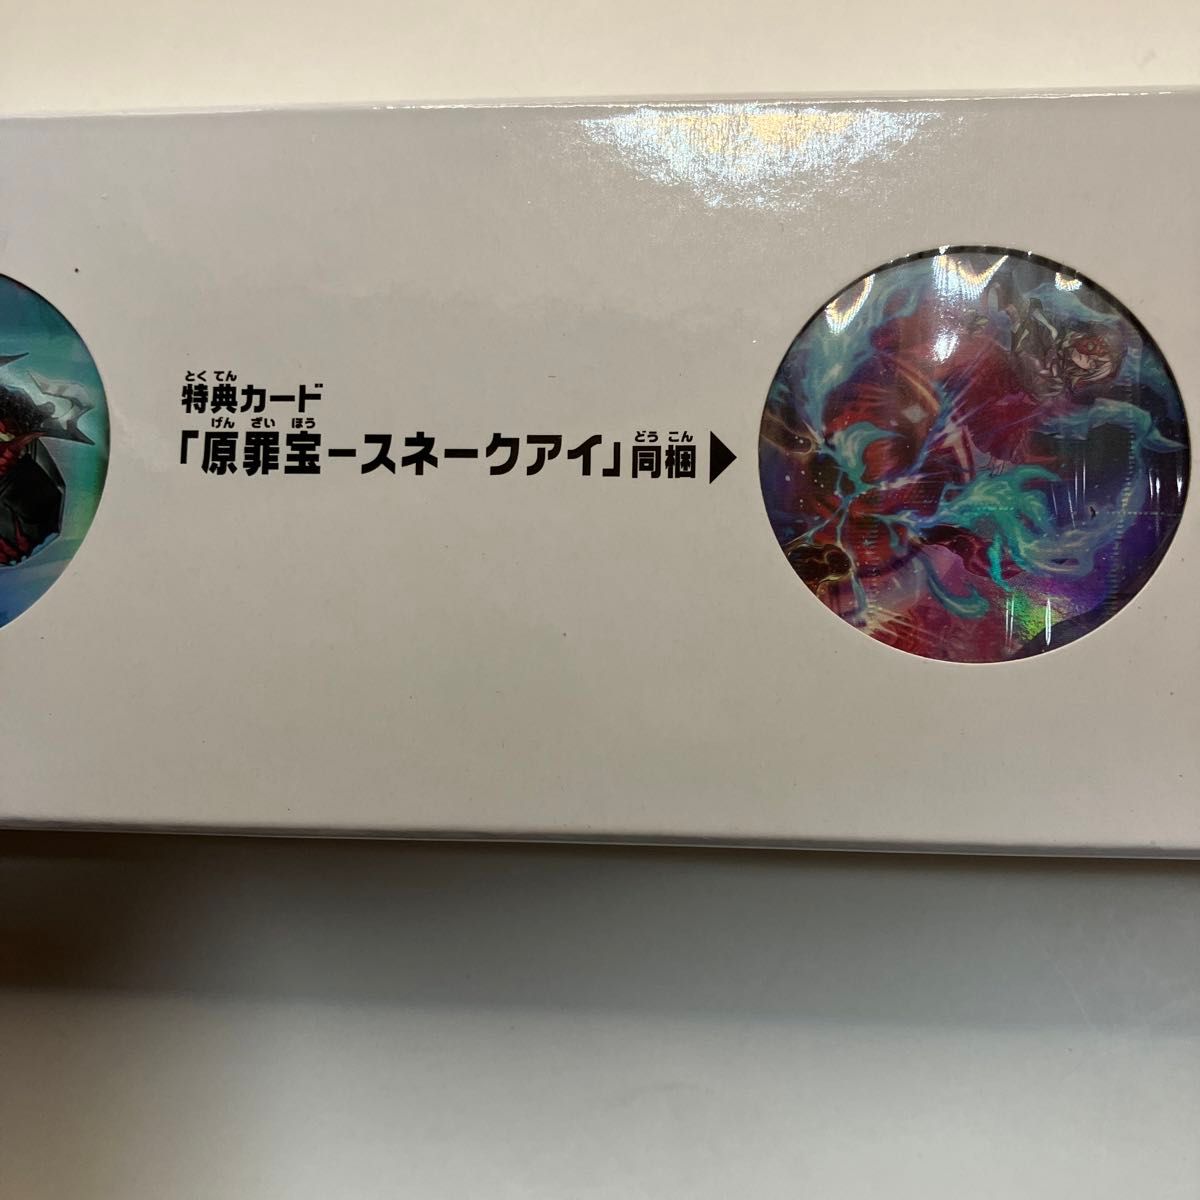 とくてん
特典カード
げんざいほう
「原罪宝－スネークアイ」同梱▶
どうこん